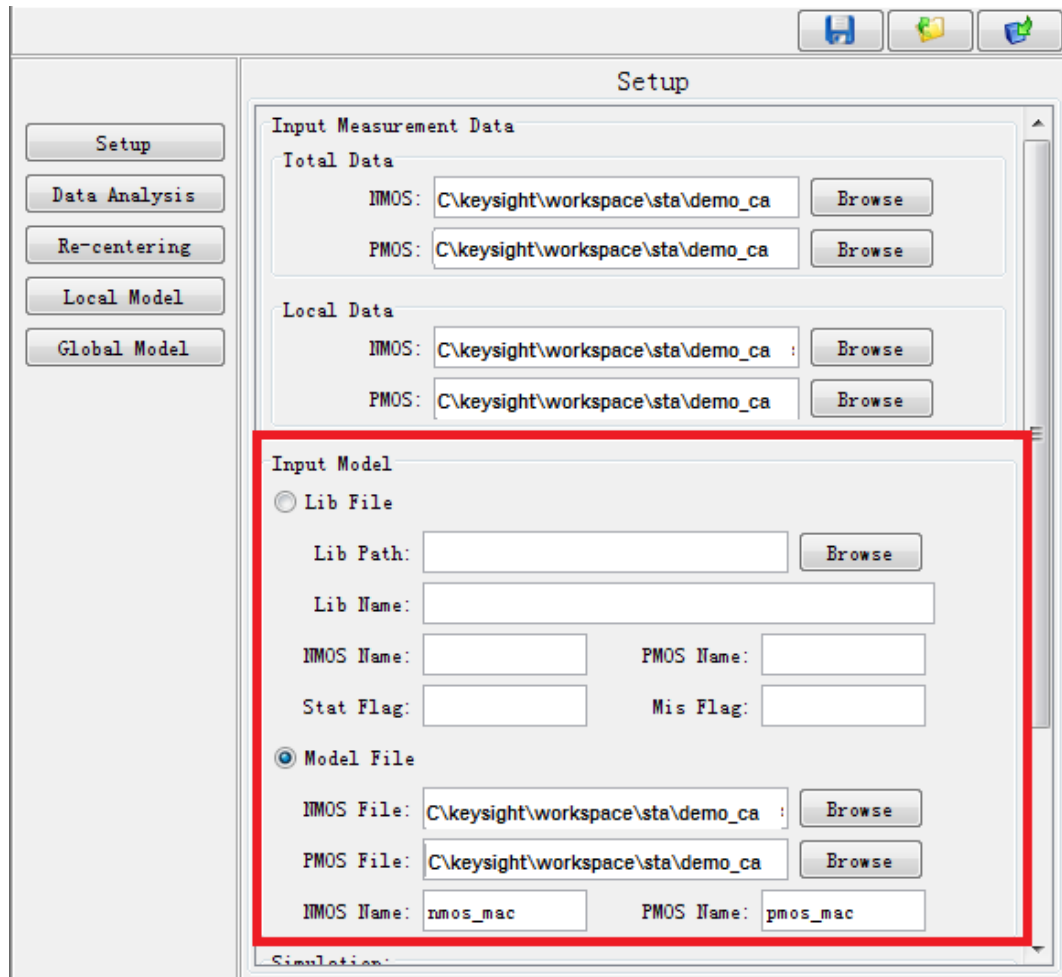 Setup
Setup
Data Analysis
Re-centering
Local Model
Global Model
Input Measurement Data
Total Data
NMOS: C\keysight\workspace\sta\demo_ca Browse
PMOS: C\keysight\workspace\sta\demo_ca Browse
Local Data
NMOS: C\keysight\workspace\sta\demo_ca Browse
PMOS: C\keysight\workspace\sta\demo_ca Browse
Input Model
Lib File
Lib Path: Browse
Lib Name:
NMOS Name: PMOS Name:
Stat Flag: Mis Flag:
Model File
NMOS File: C\keysight\workspace\sta\demo_ca Browse
PMOS File: C\keysight\workspace\sta\demo_ca Browse
NMOS Name: nmos_mac PMOS Name: pmos_mac
Simulation: